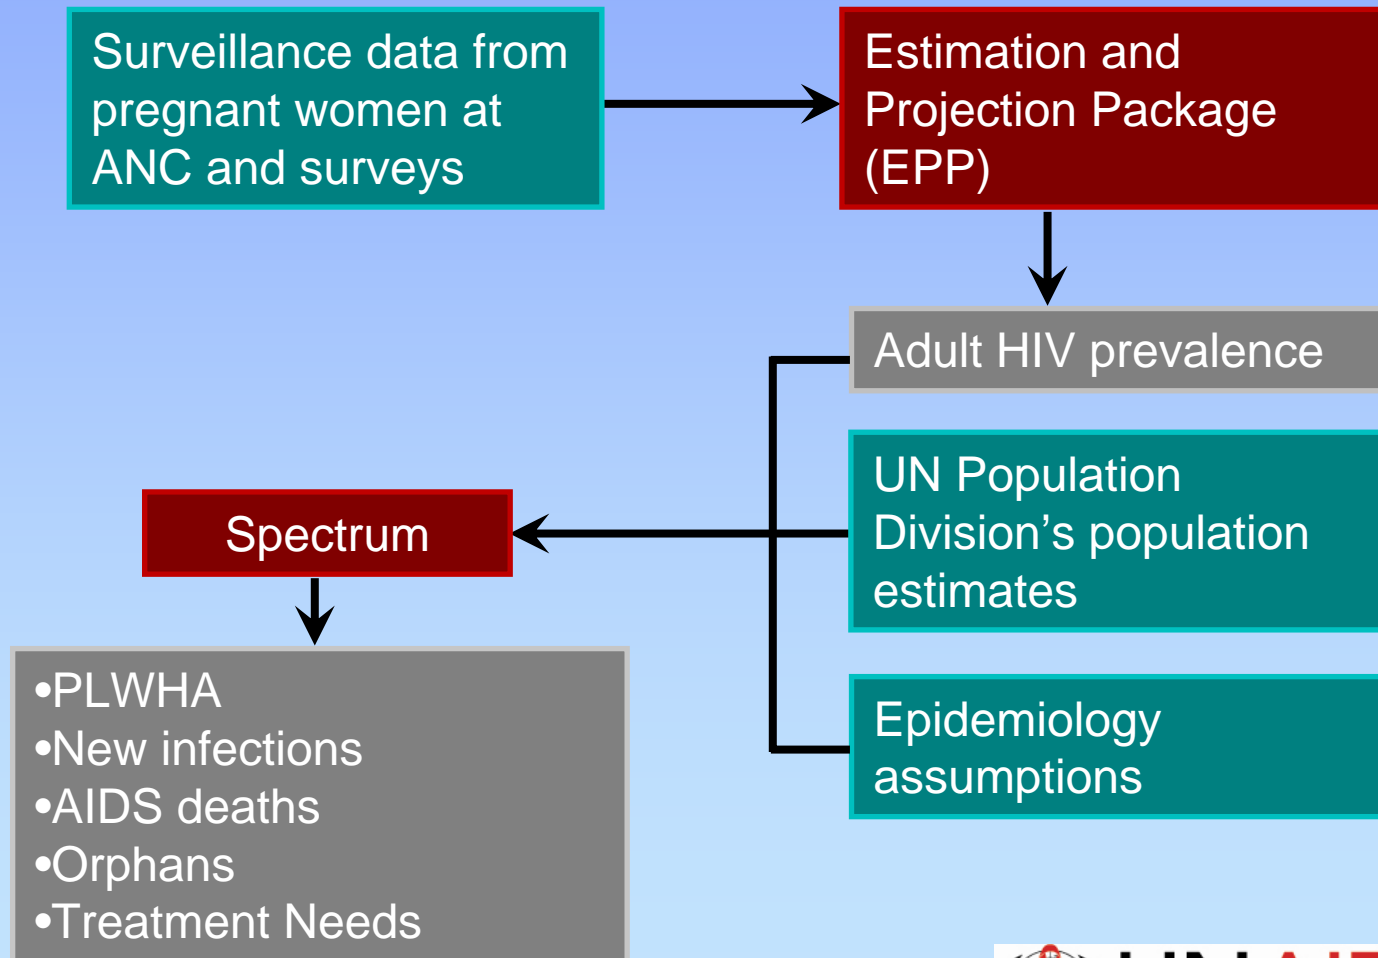 Surveillance data from
pregnant women at
ANC and surveys
Estimation and
Projection Package
(EPP)
Adult HIV prevalence
UN Population
Division’s population
estimates
Spectrum
Epidemiology
assumptions
•PLWHA
•New infections
•AIDS deaths
•Orphans
•Treatment Needs